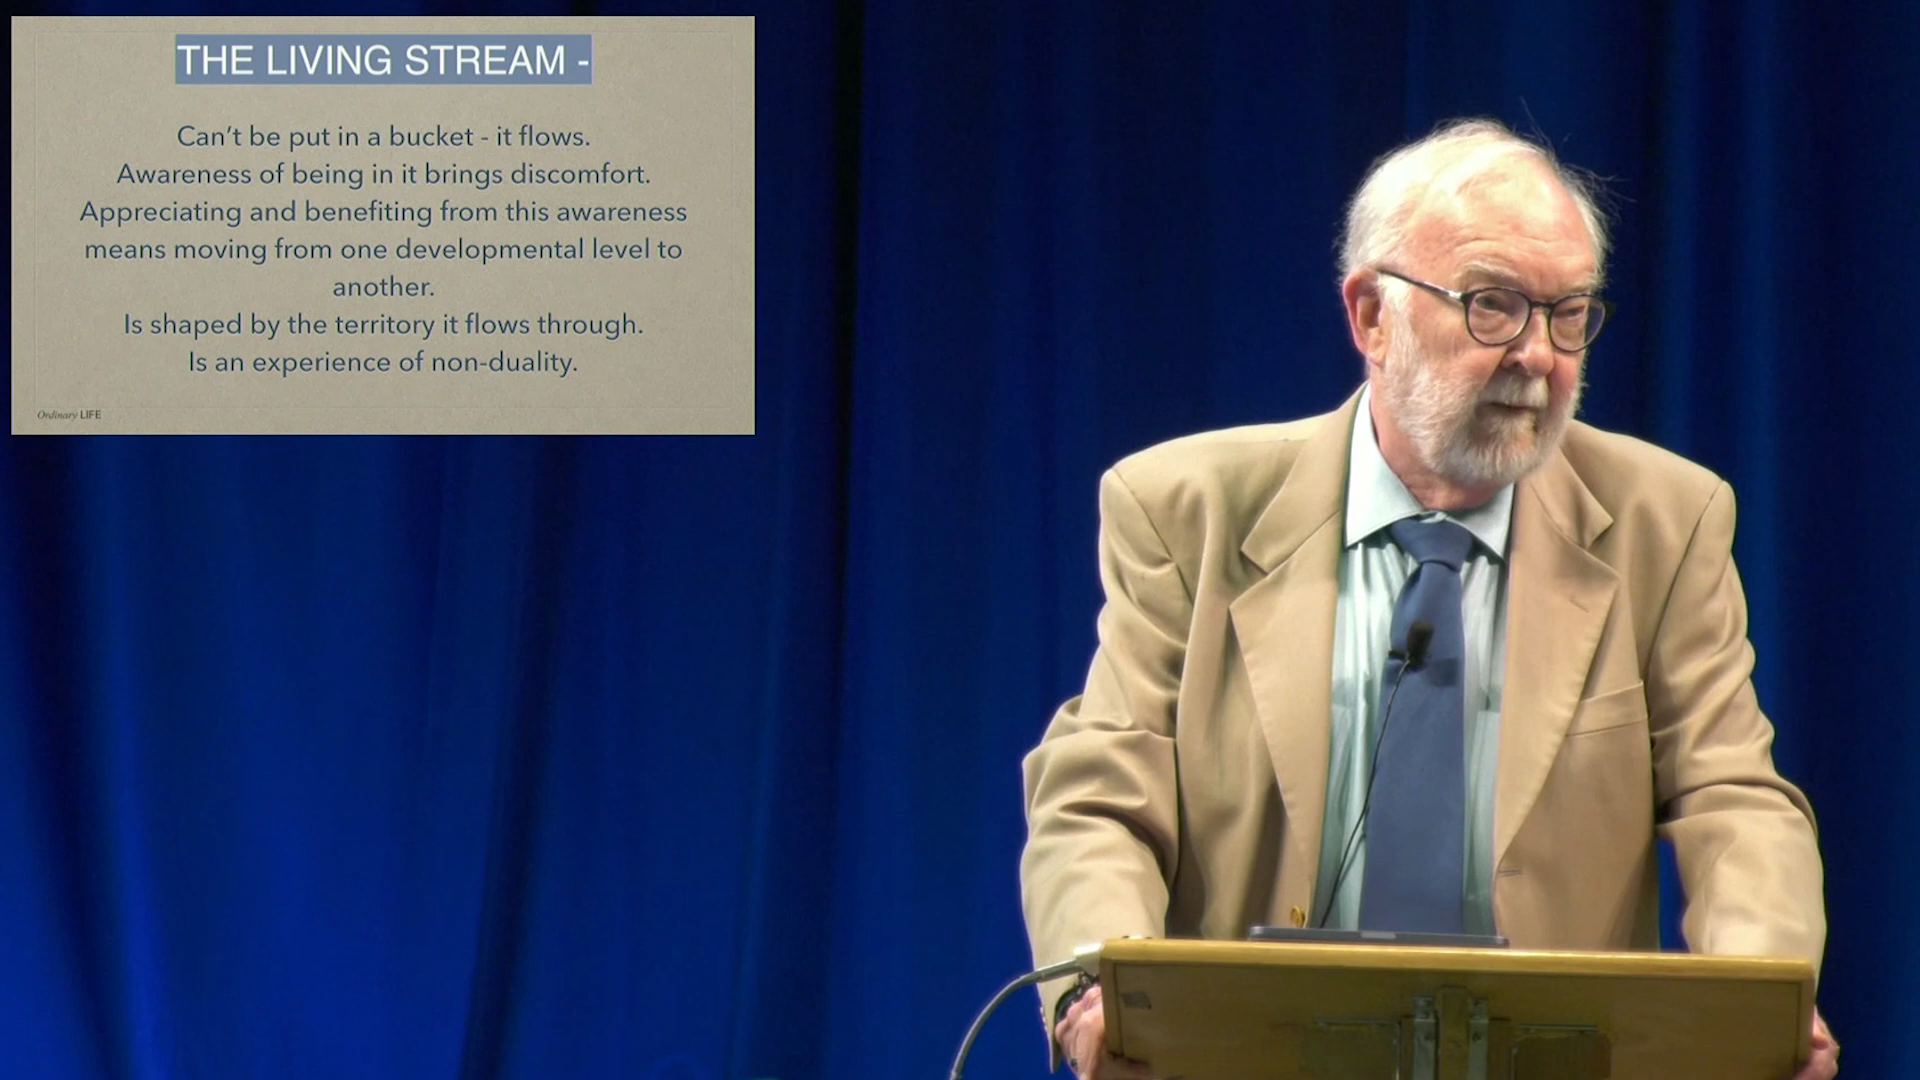 THE LIVING STREAM -
Can't be put in a bucket - it flows.
Awareness of being in it brings discomfort.
Appreciating and benefiting from this awareness
means moving from one developmental level to
another.
Is shaped by the territory it flows through.
Is an experience of non-duality.
Ordinary LIFE